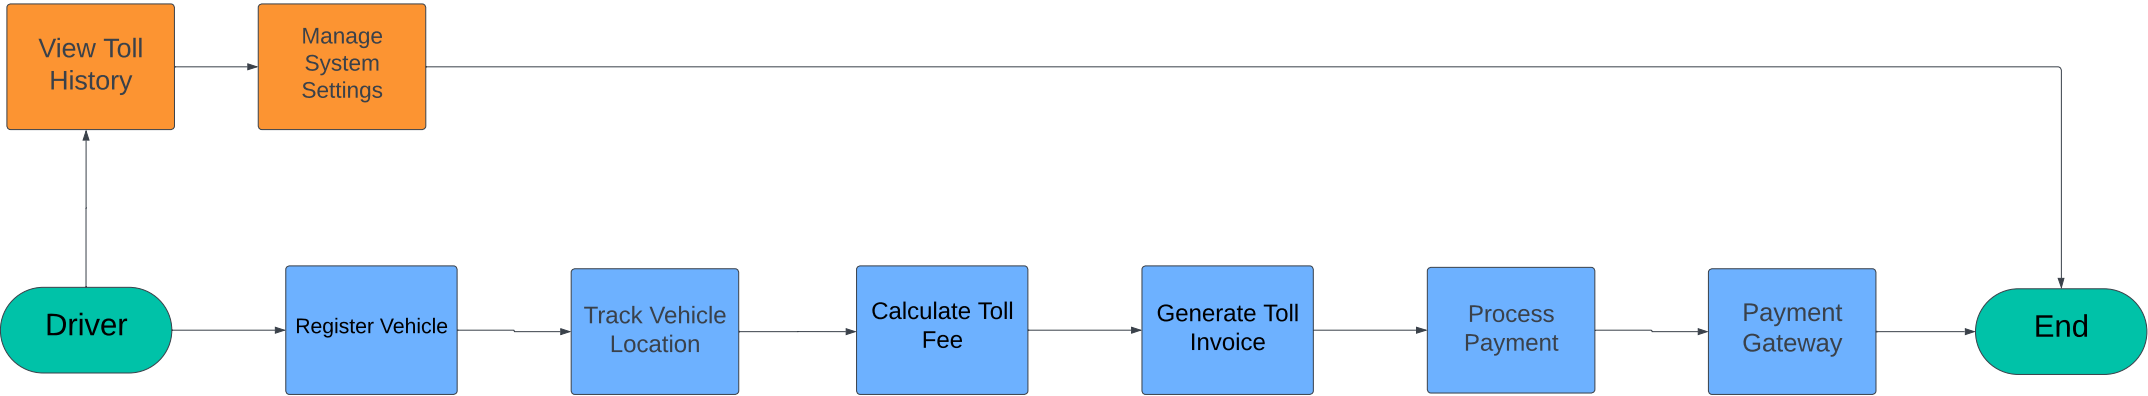 View Toll
History
Manage
System
Settings
Driver
Register Vehicle
Track Vehicle
Location
Calculate Toll
Fee
Generate Toll
Invoice
Process
Payment
Payment
Gateway
End